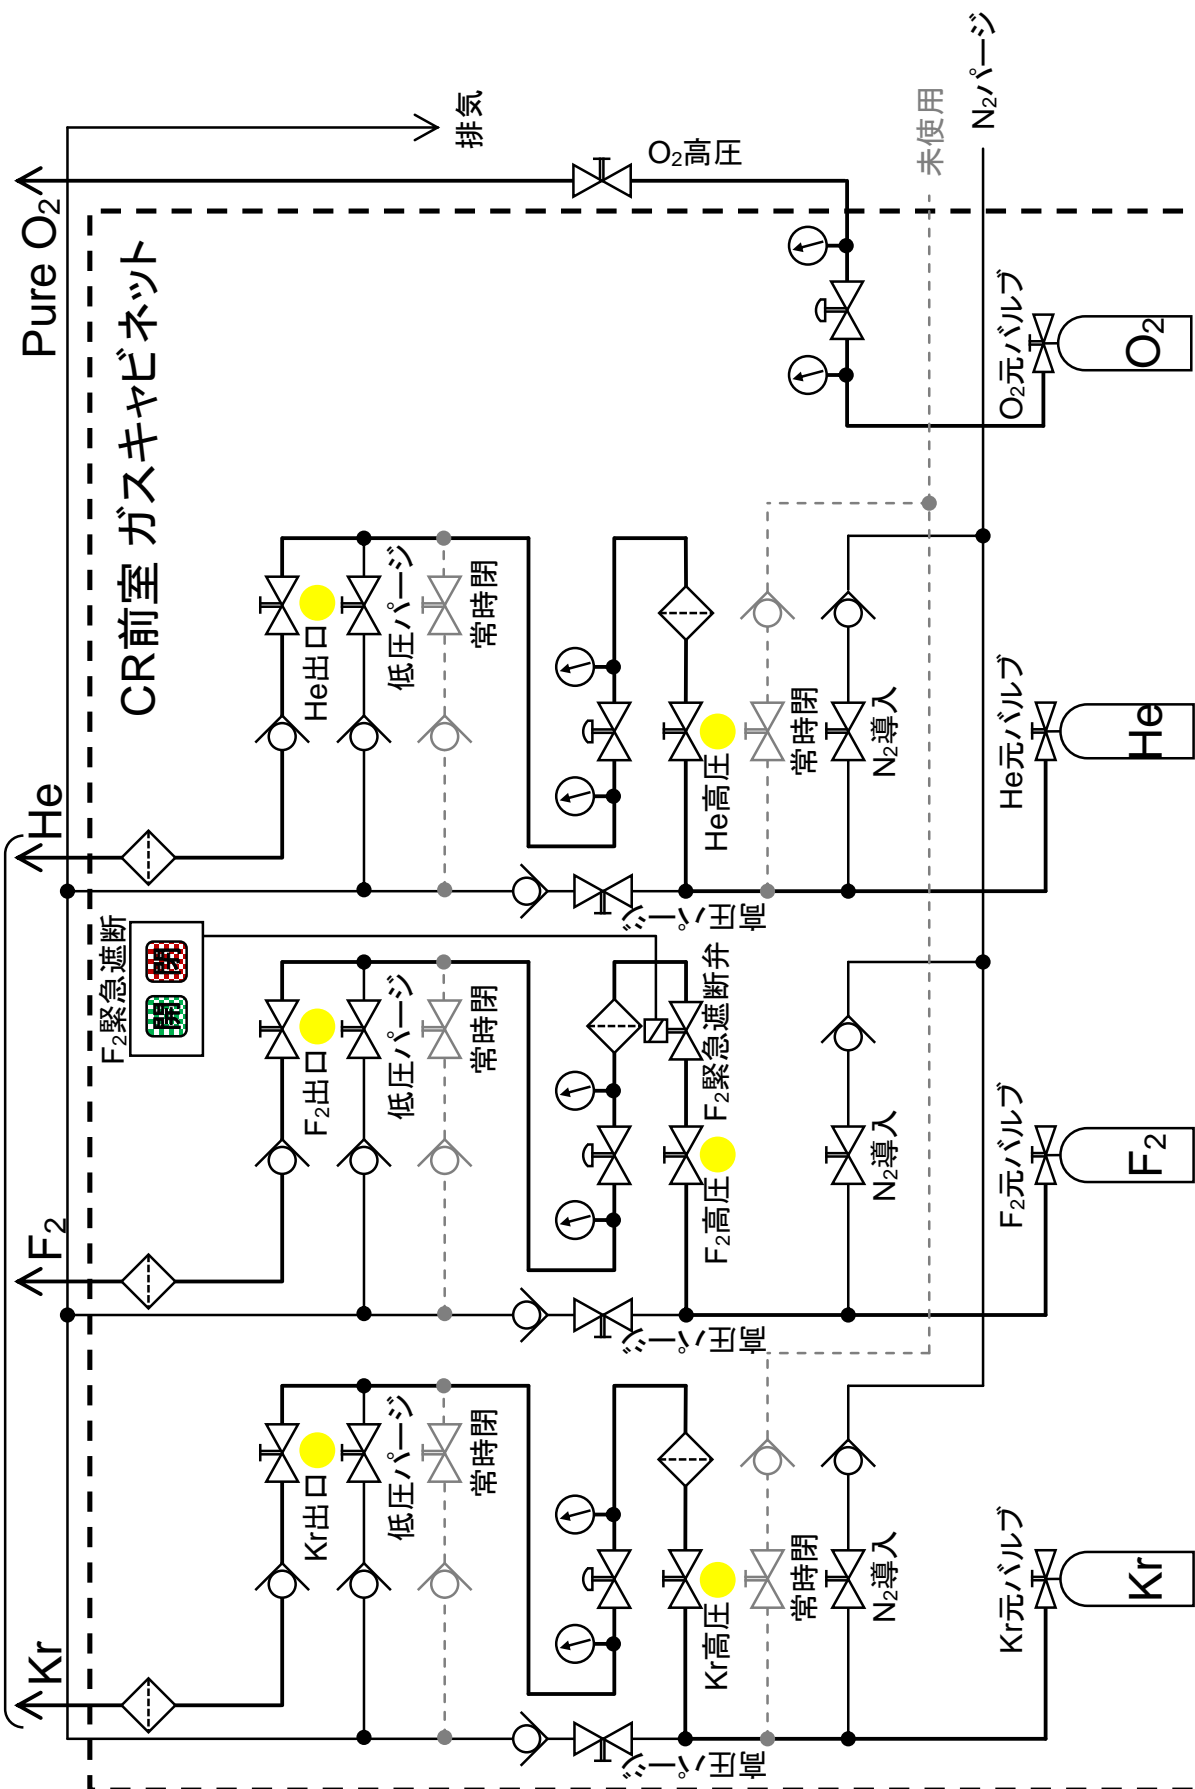 Pure O₂
He
F₂
Kr
CR前室 ガスキャビネット
排気
O₂高圧
未使用
N₂パージ
F₂緊急遮断
閉
開
He出口
低圧パージ
常時閉
He高圧
常時閉
N₂導入
高圧パージ
O₂元バルブ
O₂
He元バルブ
He
F₂出口
低圧パージ
常時閉
F₂緊急遮断弁
F₂高圧
N₂導入
高圧パージ
F₂元バルブ
F₂
Kr出口
低圧パージ
常時閉
Kr高圧
常時閉
N₂導入
高圧パージ
Kr元バルブ
Kr